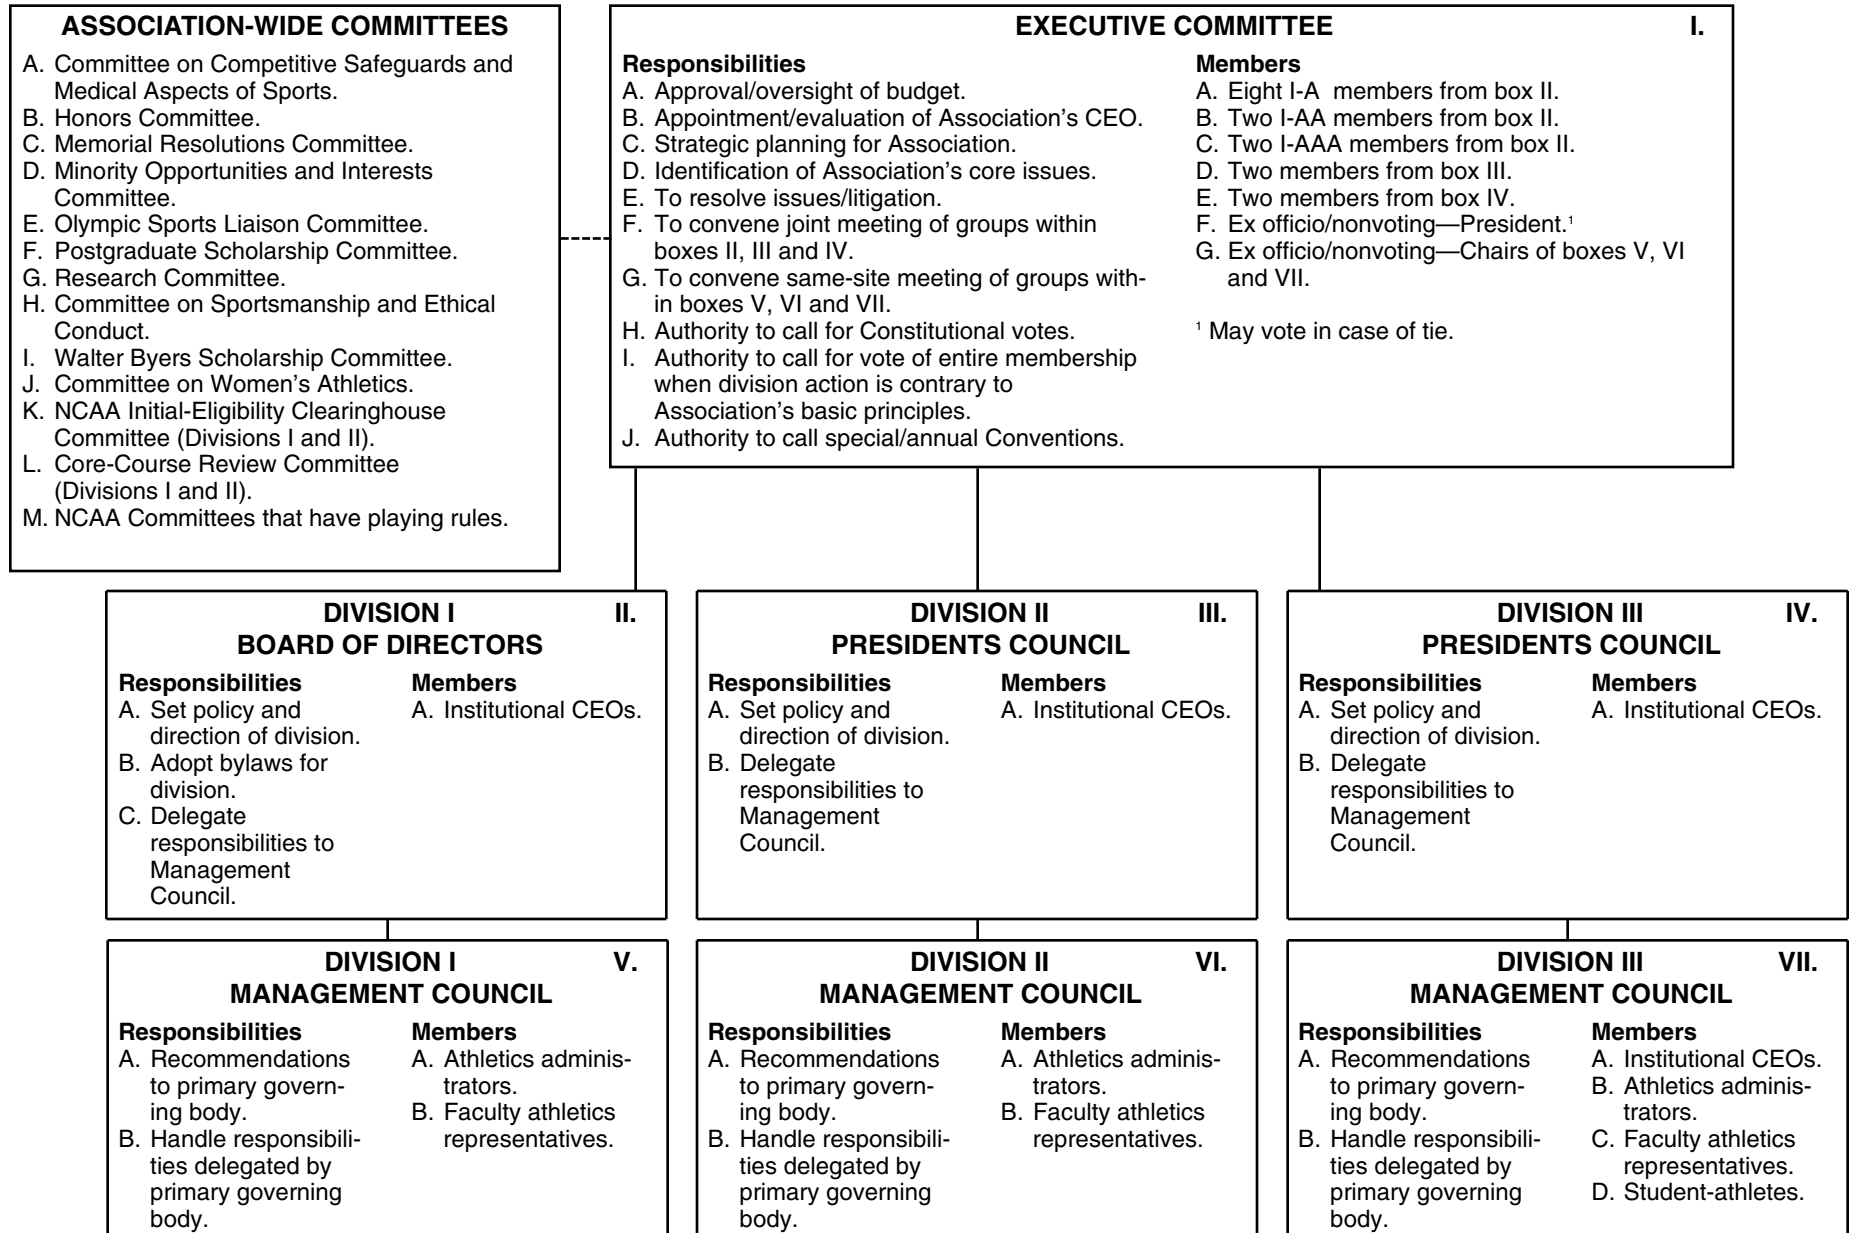 ASSOCIATION-WIDE COMMITTEES
A. Committee on Competitive Safeguards and
Medical Aspects of Sports.
B. Honors Committee.
C. Memorial Resolutions Committee.
D. Minority Opportunities and Interests
Committee.
E. Olympic Sports Liaison Committee.
F. Postgraduate Scholarship Committee.
G. Research Committee.
H. Committee on Sportsmanship and Ethical
Conduct.
I. Walter Byers Scholarship Committee.
J. Committee on Women's Athletics.
K. NCAA Initial-Eligibility Clearinghouse
Committee (Divisions I and II).
L. Core-Course Review Committee
(Divisions I and II).
M. NCAA Committees that have playing rules.
EXECUTIVE COMMITTEE I.
Responsibilities
A. Approval/oversight of budget.
B. Appointment/evaluation of Association's CEO.
C. Strategic planning for Association.
D. Identification of Association's core issues.
E. To resolve issues/litigation.
F. To convene joint meeting of groups within
boxes II, III and IV.
G. To convene same-site meeting of groups with-
in boxes V, VI and VII.
H. Authority to call for Constitutional votes.
I. Authority to call for vote of entire membership
when division action is contrary to
Association's basic principles.
J. Authority to call special/annual Conventions.
Members
A. Eight I-A members from box II.
B. Two I-AA members from box II.
C. Two I-AAA members from box II.
D. Two members from box III.
E. Two members from box IV.
F. Ex officio/nonvoting—President.¹
G. Ex officio/nonvoting—Chairs of boxes V, VI
and VII.
¹ May vote in case of tie.
DIVISION I II.
BOARD OF DIRECTORS
Responsibilities
A. Set policy and
direction of division.
B. Adopt bylaws for
division.
C. Delegate
responsibilities to
Management
Council.
Members
A. Institutional CEOs.
DIVISION II III.
PRESIDENTS COUNCIL
Responsibilities
A. Set policy and
direction of division.
B. Delegate
responsibilities to
Management
Council.
Members
A. Institutional CEOs.
DIVISION III IV.
PRESIDENTS COUNCIL
Responsibilities
A. Set policy and
direction of division.
B. Delegate
responsibilities to
Management
Council.
Members
A. Institutional CEOs.
DIVISION I V.
MANAGEMENT COUNCIL
Responsibilities
A. Recommendations
to primary govern-
ing body.
B. Handle responsibili-
ties delegated by
primary governing
body.
Members
A. Athletics adminis-
trators.
B. Faculty athletics
representatives.
DIVISION II VI.
MANAGEMENT COUNCIL
Responsibilities
A. Recommendations
to primary govern-
ing body.
B. Handle responsibili-
ties delegated by
primary governing
body.
Members
A. Athletics adminis-
trators.
B. Faculty athletics
representatives.
DIVISION III VII.
MANAGEMENT COUNCIL
Responsibilities
A. Recommendations
to primary govern-
ing body.
B. Handle responsibili-
ties delegated by
primary governing
body.
Members
A. Institutional CEOs.
B. Athletics adminis-
trators.
C. Faculty athletics
representatives.
D. Student-athletes.